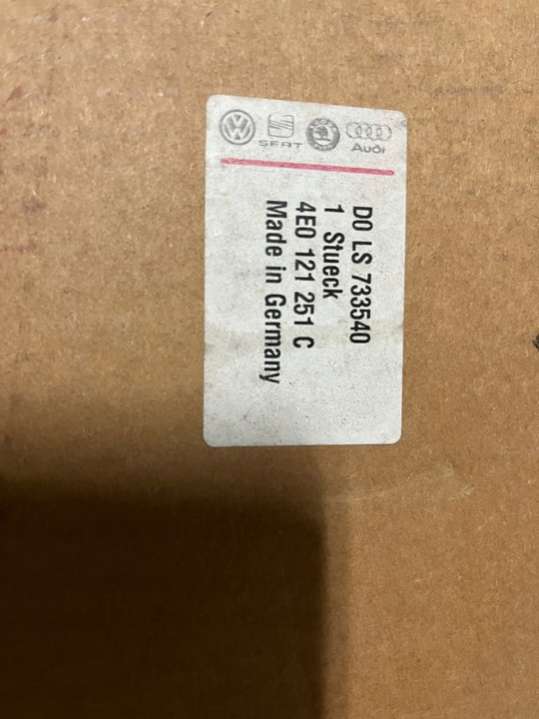 SEAT
Audi
D0 LS 733540
1 Stueck
4E0 121 251 C
Made in Germany